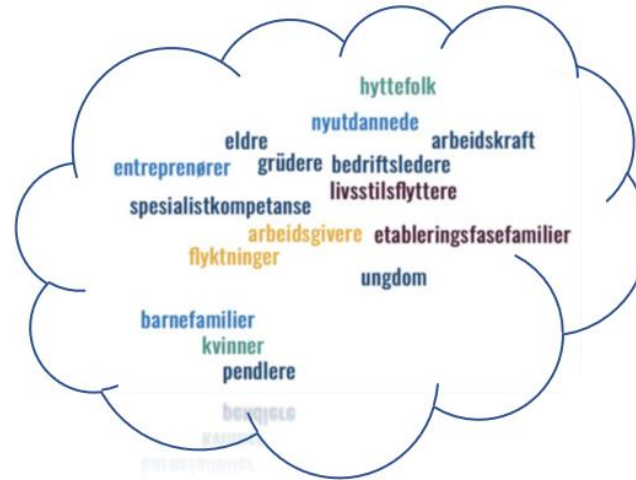 hyttefolk
nyutdannede
eldre
arbeidskraft
entreprenører
grüdere
bedriftsledere
livsstilsflyttere
spesialistkompetanse
arbeidsgivere
etableringsfasefamilier
flyktninger
ungdom
barnefamilier
kvinner
pendlere